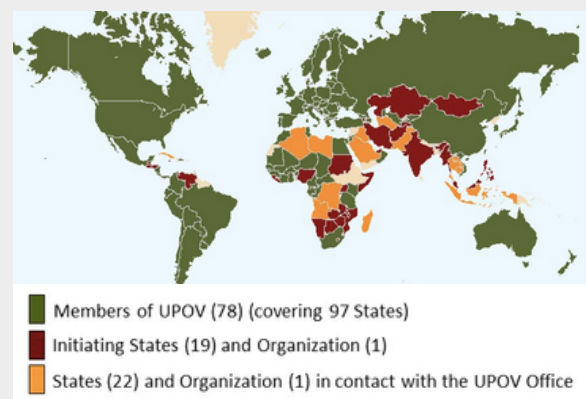 Members of UPOV (78) (covering 97 States)
Initiating States (19) and Organization (1)
States (22) and Organization (1) in contact with the UPOV Office